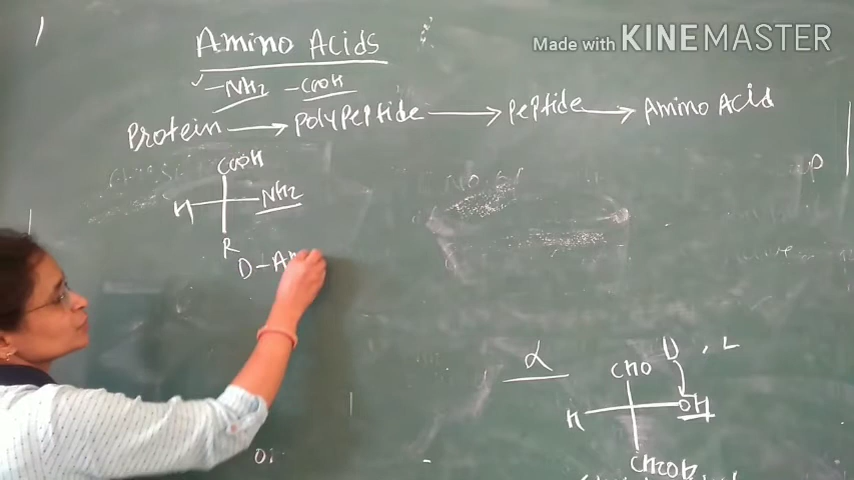 Made with KINEMASTER
Amino Acids
-NH2 -COOH
Protein → Polypeptide → Peptide → Amino Acid
COOH
H NH2
R
D-A
α
D, L
CHO
H OH
CH2OH